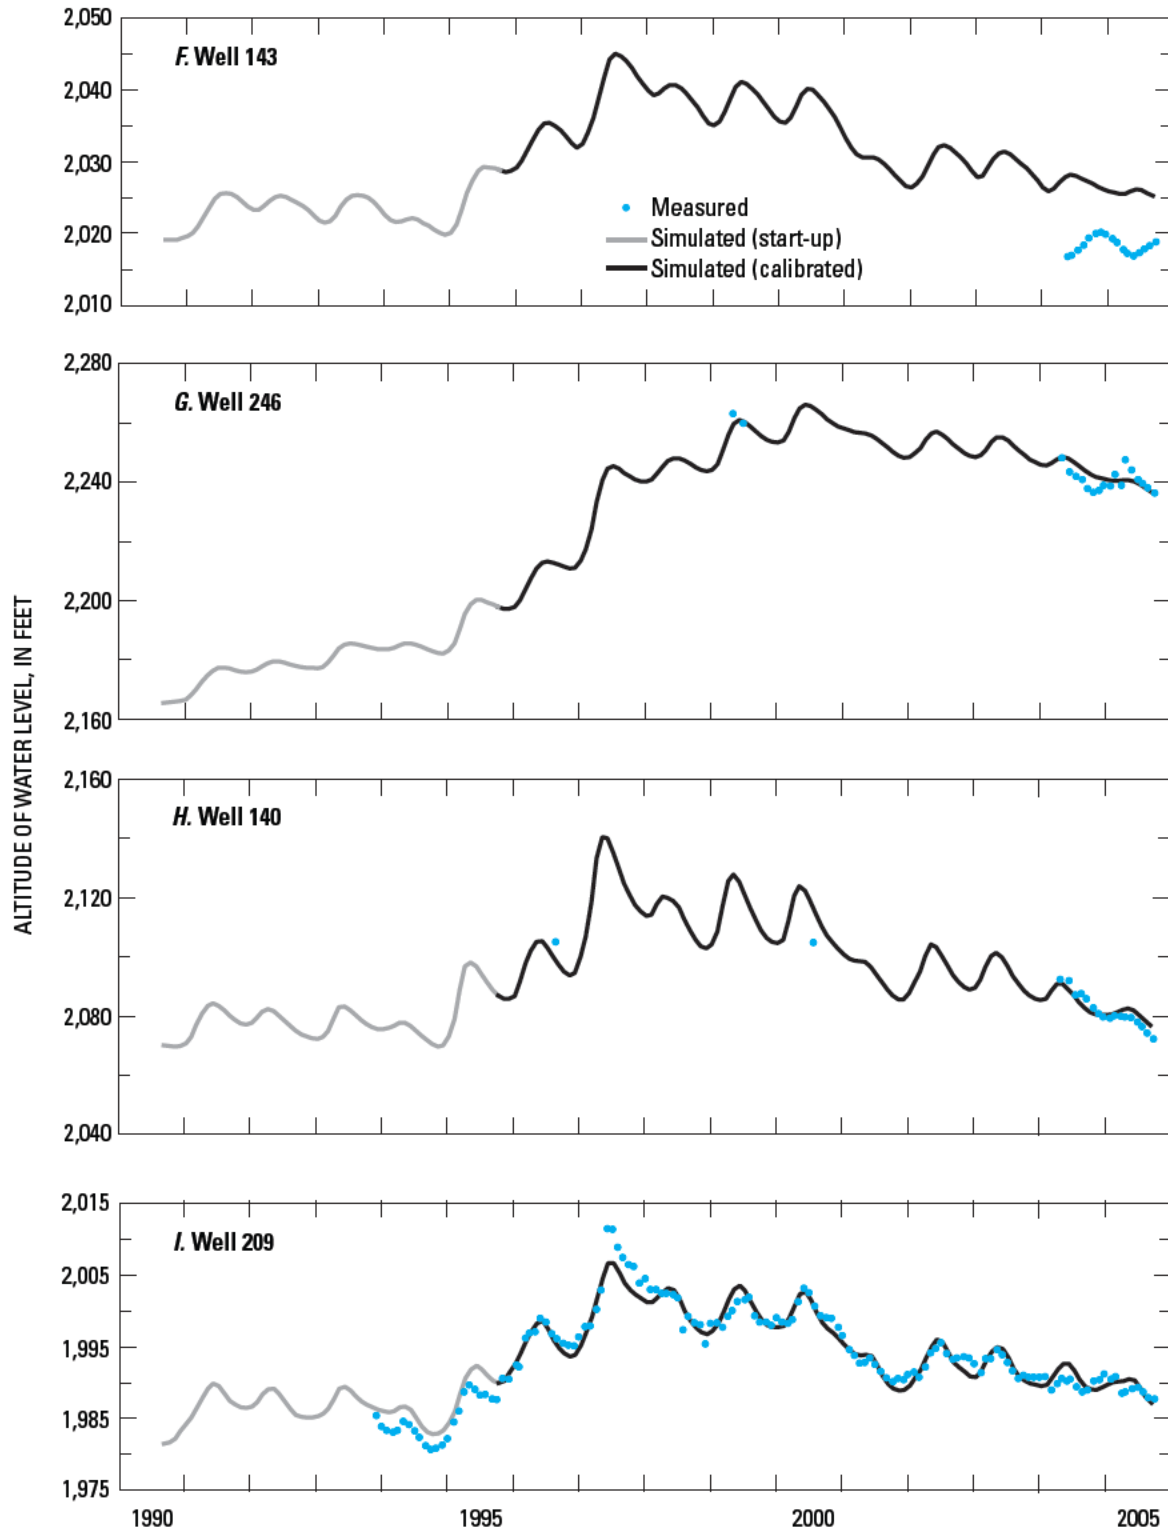 2,050
F. Well 143
2,040
2,030
2,020
2,010
Measured
Simulated (start-up)
Simulated (calibrated)
2,280
G. Well 246
2,240
2,200
2,160
ALTITUDE OF WATER LEVEL, IN FEET
2,160
H. Well 140
2,120
2,080
2,040
2,015
I. Well 209
2,005
1,995
1,985
1,975
1990 1995 2000 2005